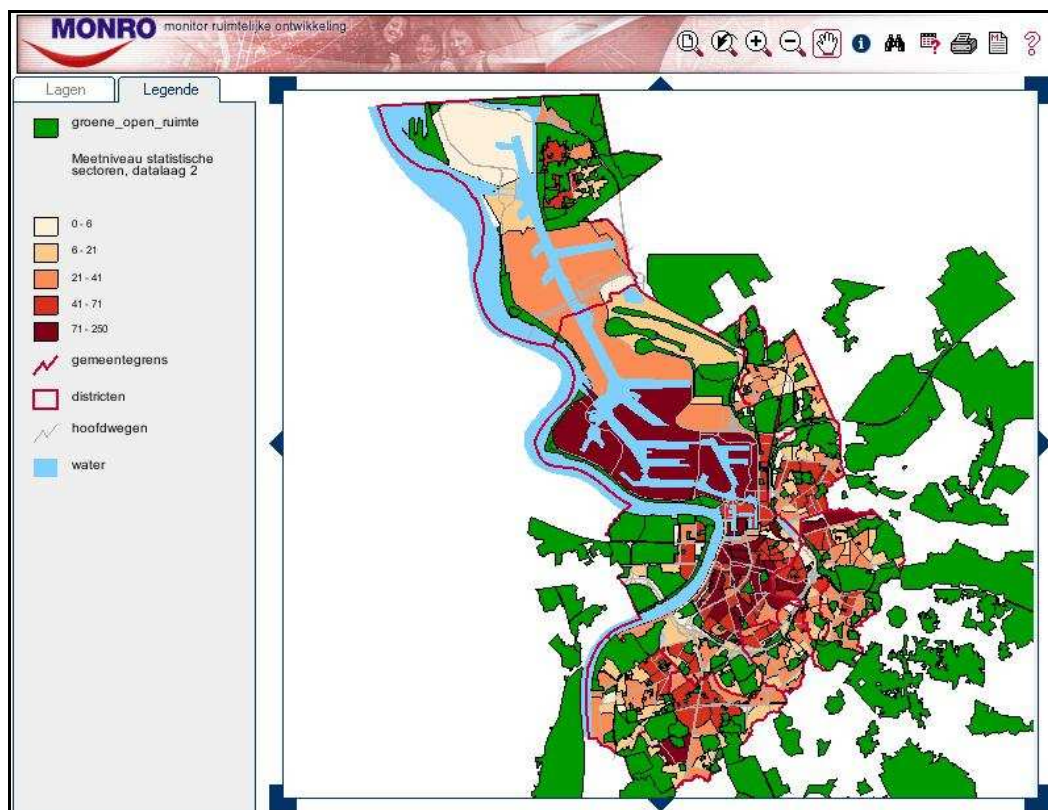 MONRO monitor ruimtelijke ontwikkeling
Lagen Legende
groene_open_ruimte
Meetniveau statistische
sectoren, datalaag 2
0 - 6
6 - 21
21 - 41
41 - 71
71 - 250
gemeentegrens
districten
hoofdwegen
water